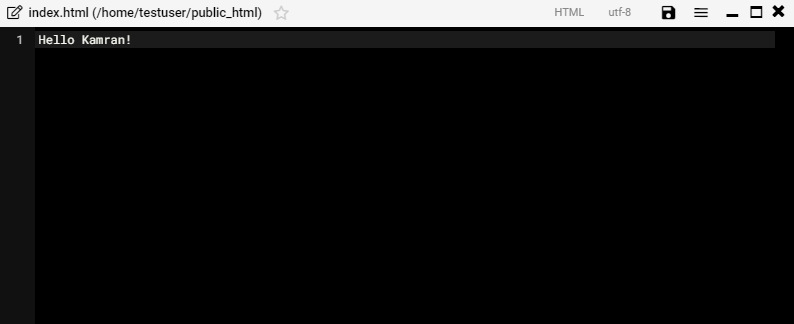 index.html (/home/testuser/public_html) HTML utf-8
1 Hello Kamran!